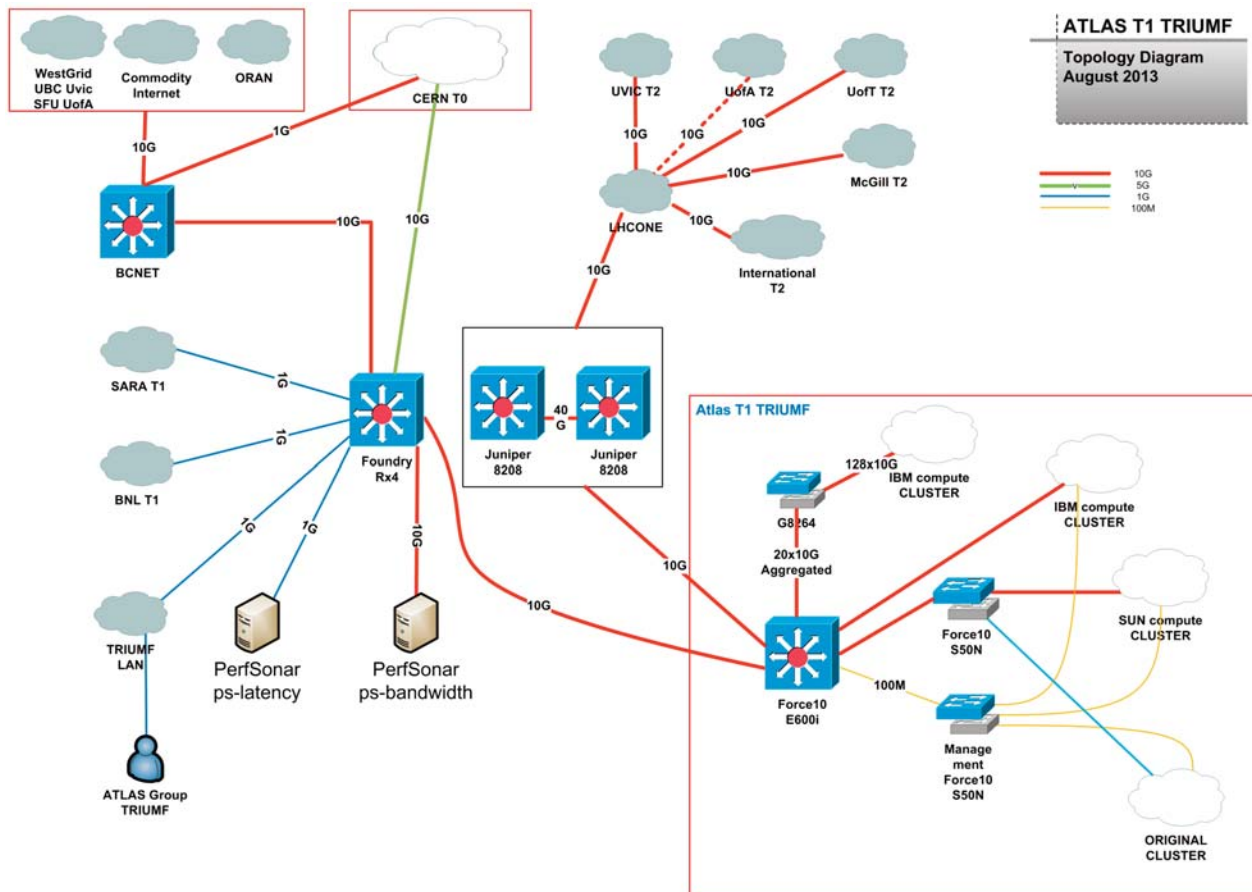 ATLAS T1 TRIUMF
Topology Diagram
August 2013
10G
5G
1G
100M
WestGrid
UBC Uvic
SFU UofA
Commodity
Internet
ORAN
CERN T0
10G
1G
10G
10G
BCNET
UVIC T2
UofA T2
UofT T2
McGill T2
International
T2
LHCONE
10G
10G
10G
10G
10G
10G
SARA T1
1G
BNL T1
1G
Foundry
Rx4
1G
1G
10G
10G
TRIUMF
LAN
PerfSonar
ps-latency
PerfSonar
ps-bandwidth
ATLAS Group
TRIUMF
Juniper
8208
40
G
Juniper
8208
10G
Atlas T1 TRIUMF
128x10G
IBM compute
CLUSTER
G8264
20x10G
Aggregated
IBM compute
CLUSTER
SUN compute
CLUSTER
Force10
S50N
Force10
E600i
100M
Manage
ment
Force10
S50N
ORIGINAL
CLUSTER